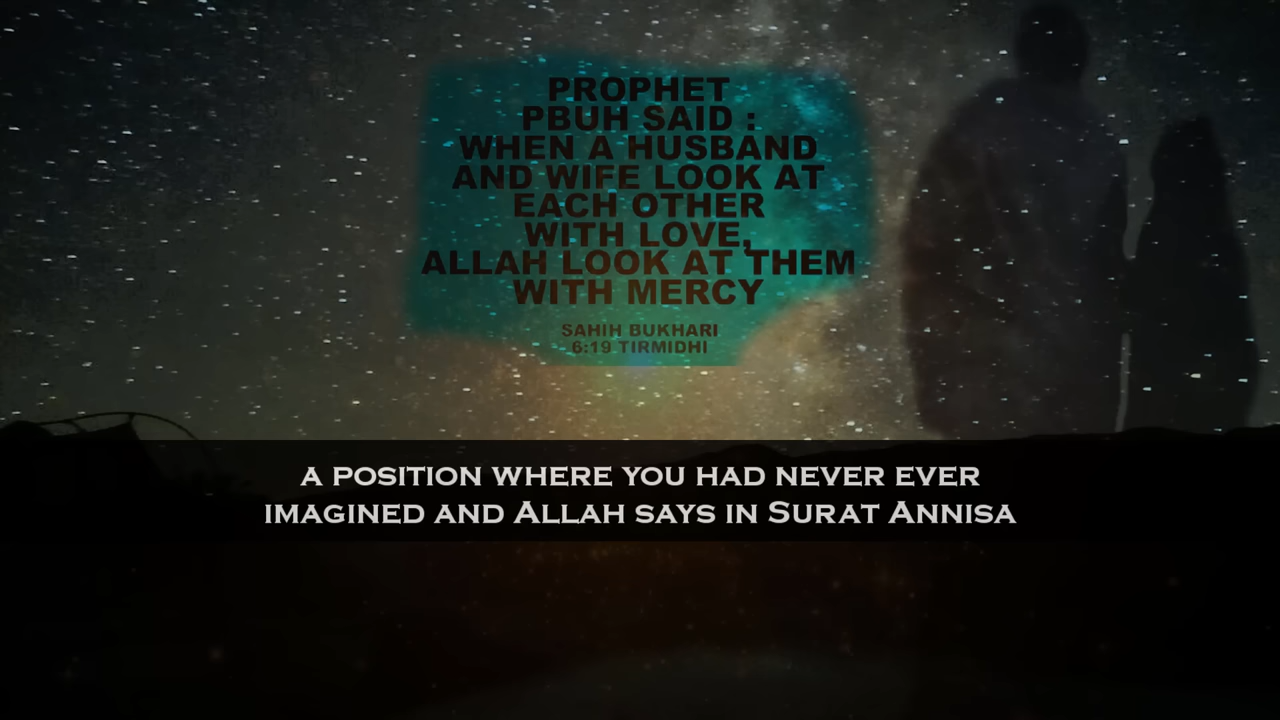 PROPHET
PBUH SAID :
WHEN A HUSBAND
AND WIFE LOOK AT
EACH OTHER
WITH LOVE,
ALLAH LOOK AT THEM
WITH MERCY
SAHIH BUKHARI
6:19 TIRMIDHI
A POSITION WHERE YOU HAD NEVER EVER
IMAGINED AND ALLAH SAYS IN SURAT ANNISA